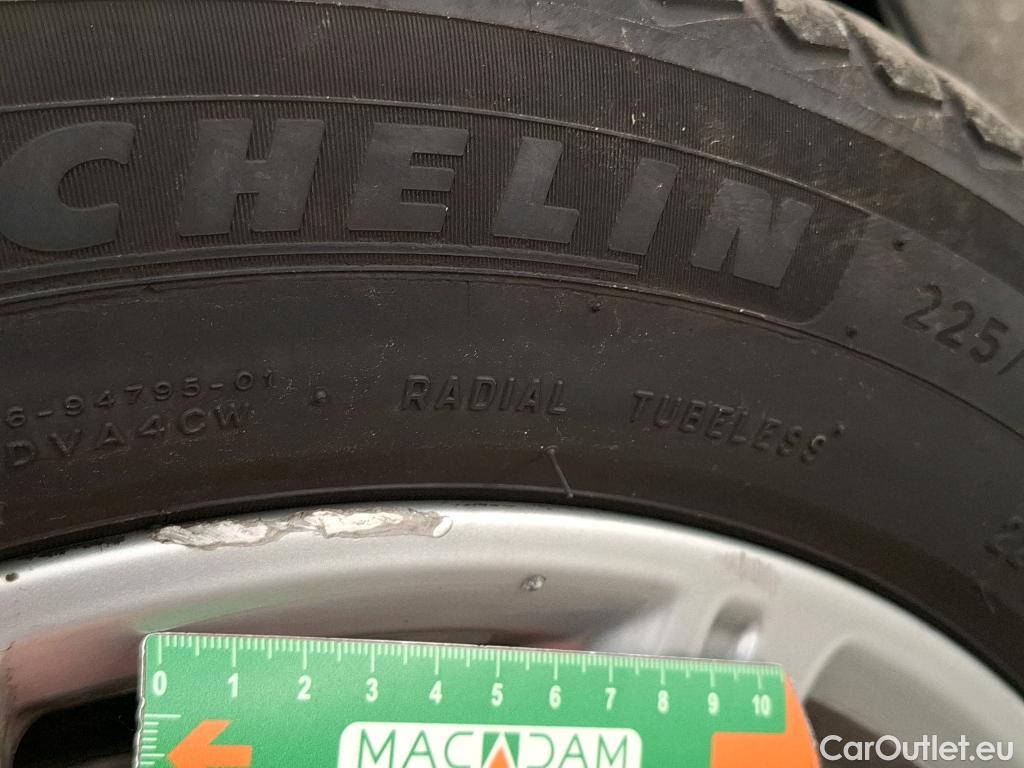 CHELIN
225/
6-94795-01
DVA4CW
RADIAL TUBELESS
0 1 2 3 4 5 6 7 8 9 10
MACADAM
CarOutlet.eu